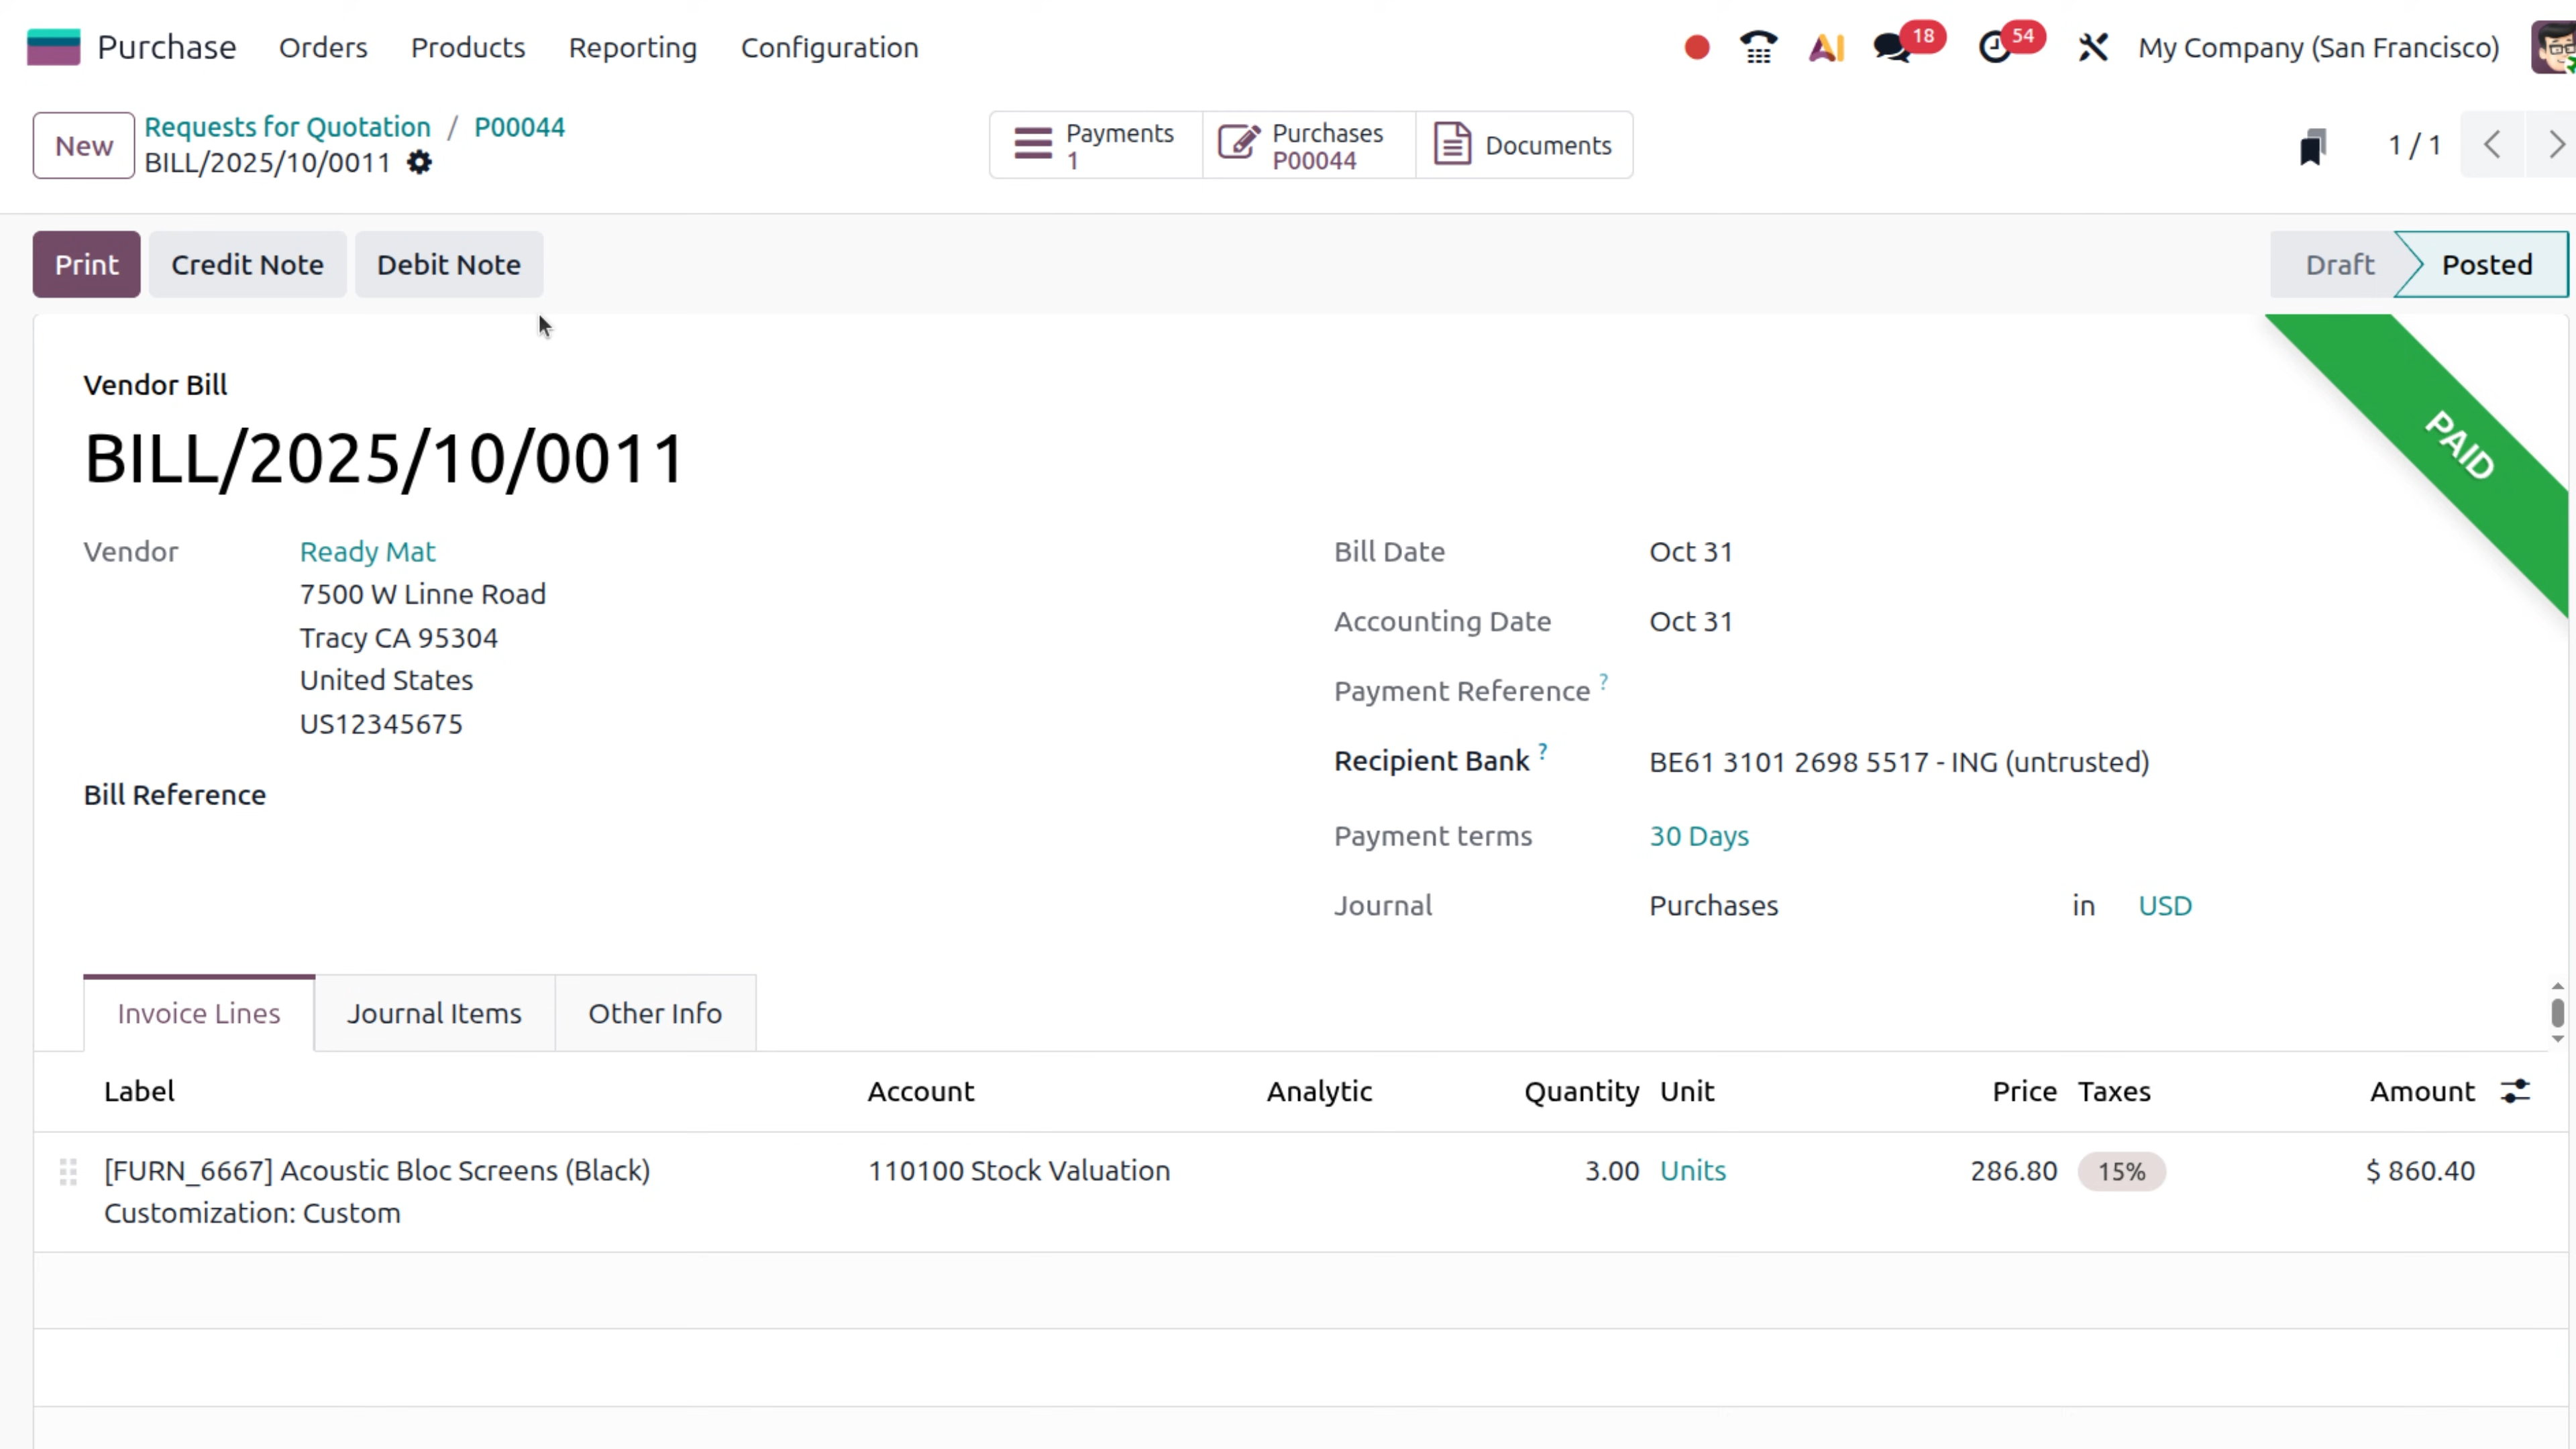 Purchase Orders Products Reporting Configuration AI 18 54 My Company (San Francisco)
New Requests for Quotation / P00044
BILL/2025/10/0011
Payments 1
Purchases P00044
Documents
1 / 1
Print Credit Note Debit Note Draft Posted
PAID
Vendor Bill
BILL/2025/10/0011
Vendor Ready Mat
7500 W Linne Road
Tracy CA 95304
United States
US12345675
Bill Reference
Bill Date Oct 31
Accounting Date Oct 31
Payment Reference ?
Recipient Bank ? BE61 3101 2698 5517 - ING (untrusted)
Payment terms 30 Days
Journal Purchases in USD
Invoice Lines Journal Items Other Info
Label Account Analytic Quantity Unit Price Taxes Amount
[FURN_6667] Acoustic Bloc Screens (Black) 110100 Stock Valuation 3.00 Units 286.80 15% $ 860.40
Customization: Custom